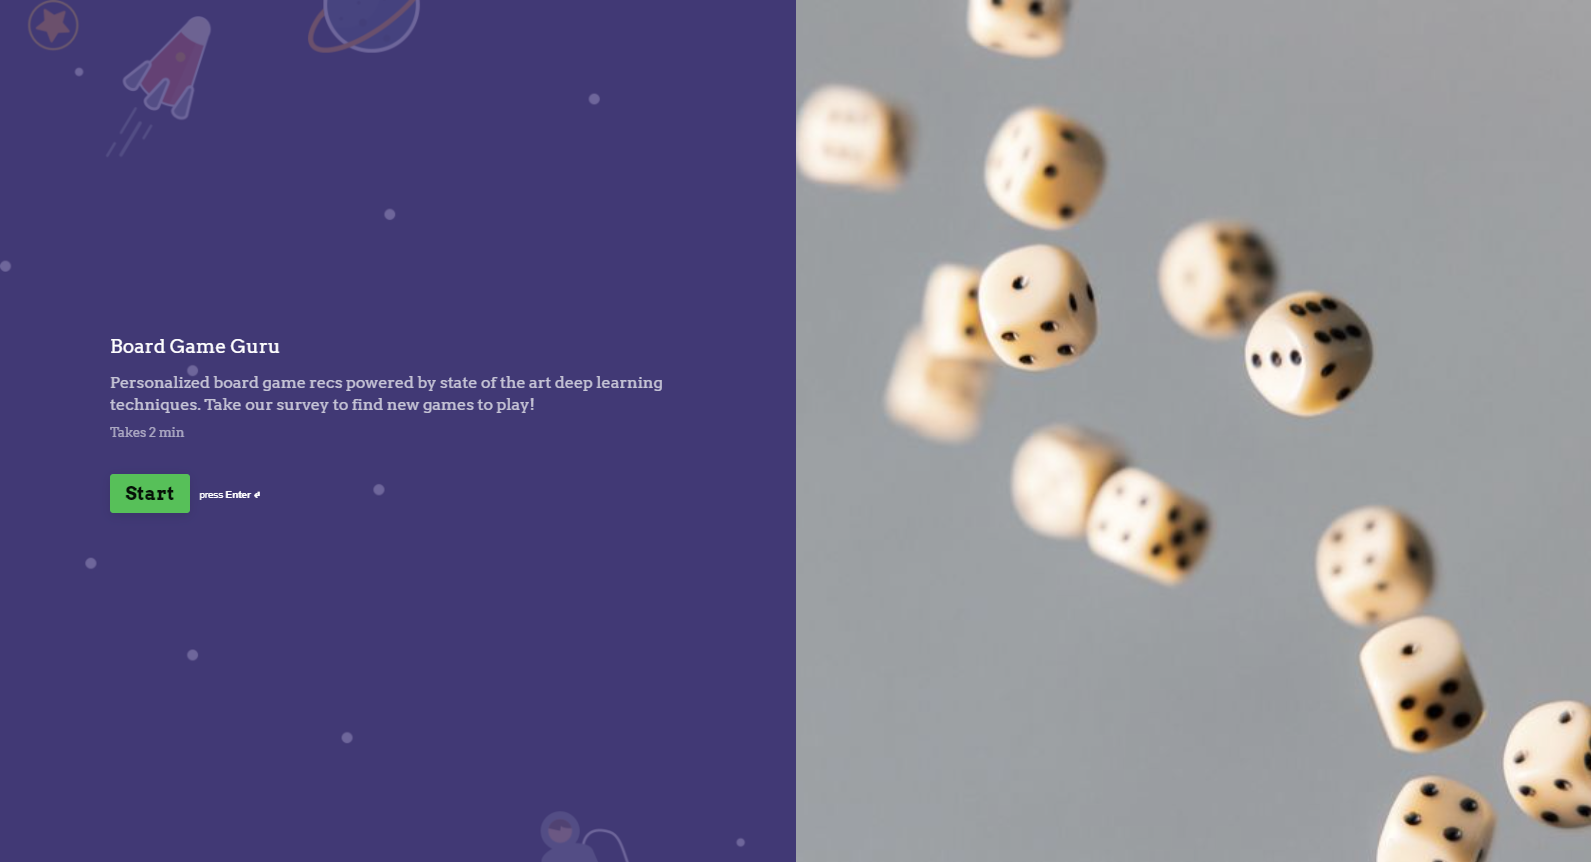 Board Game Guru
Personalized board game recs powered by state of the art deep learning
techniques. Take our survey to find new games to play!
Takes 2 min
Start
press Enter ↵